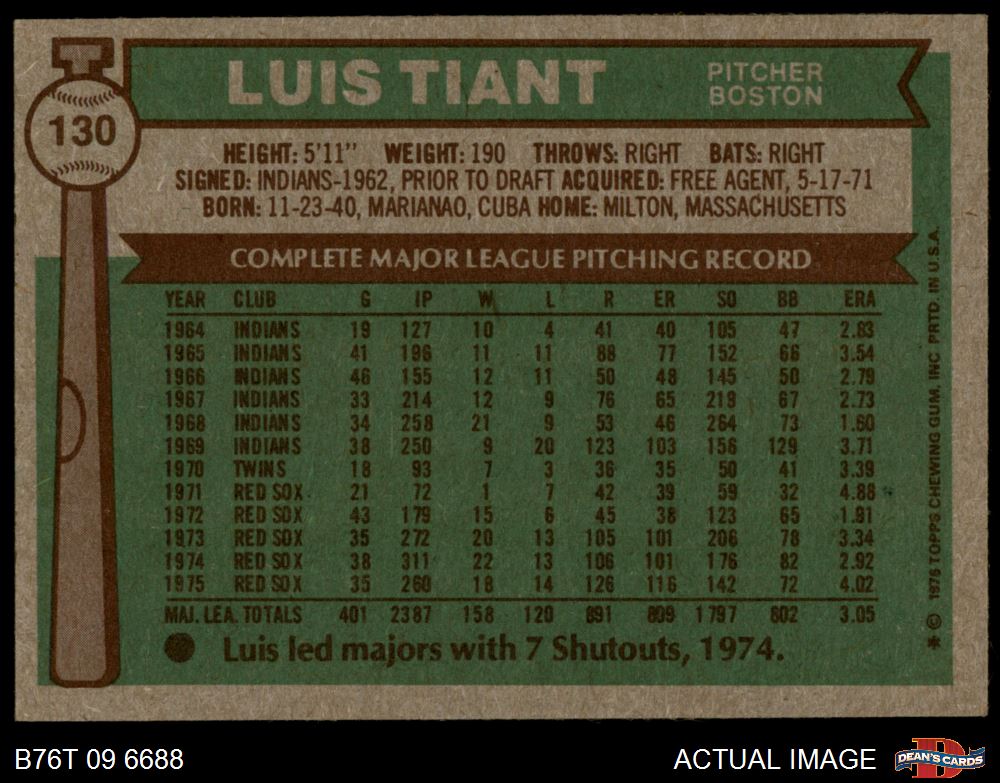 LUIS TIANT
PITCHER
BOSTON
130
HEIGHT: 5'11" WEIGHT: 190 THROWS: RIGHT BATS: RIGHT
SIGNED: INDIANS-1962, PRIOR TO DRAFT ACQUIRED: FREE AGENT, 5-17-71
BORN: 11-23-40, MARIANAO, CUBA HOME: MILTON, MASSACHUSETTS
COMPLETE MAJOR LEAGUE PITCHING RECORD
YEAR CLUB G IP W L R ER SO BB ERA
1964 INDIANS 19 127 10 4 41 40 105 47 2.83
1965 INDIANS 41 196 11 11 88 77 152 66 3.54
1966 INDIANS 46 155 12 11 50 48 145 50 2.79
1967 INDIANS 33 214 12 9 76 65 219 67 2.73
1968 INDIANS 34 258 21 9 53 46 264 73 1.60
1969 INDIANS 38 250 9 20 123 103 156 129 3.71
1970 TWINS 18 93 7 3 36 35 50 41 3.39
1971 RED SOX 21 72 1 7 42 39 59 32 4.88
1972 RED SOX 43 179 15 6 45 38 123 65 1.91
1973 RED SOX 35 272 20 13 105 101 206 78 3.34
1974 RED SOX 38 311 22 13 106 101 176 82 2.92
1975 RED SOX 35 260 18 14 126 116 142 72 4.02
MAJ. LEA. TOTALS 401 2387 158 120 891 809 1797 802 3.05
Luis led majors with 7 Shutouts, 1974.
* © 1976 TOPPS CHEWING GUM, INC PRTD. IN U.S.A.
B76T 09 6688
ACTUAL IMAGE
DEAN'S CARDS